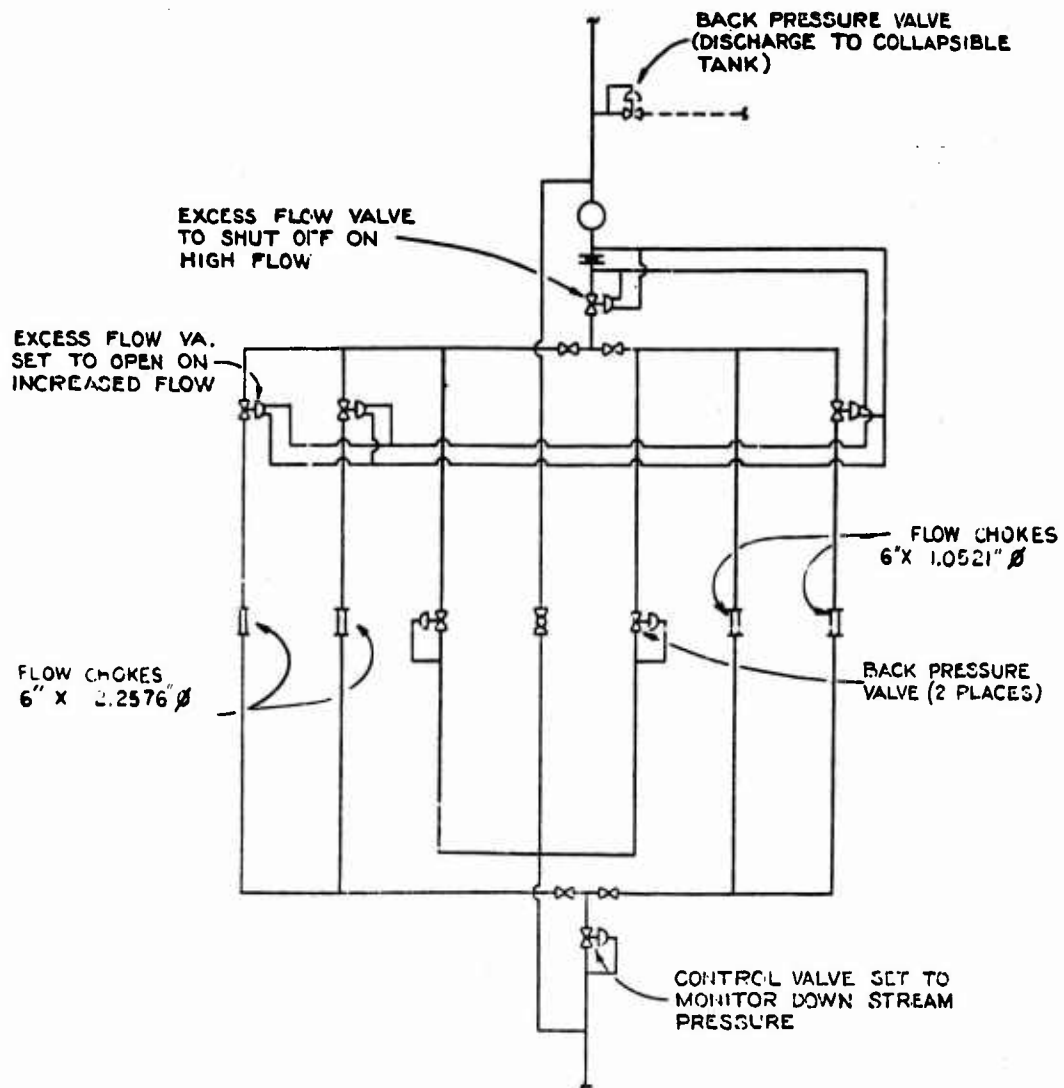 BACK PRESSURE VALVE
(DISCHARGE TO COLLAPSIBLE
TANK)
EXCESS FLOW VALVE
TO SHUT OFF ON
HIGH FLOW
EXCESS FLOW VA.
SET TO OPEN ON
INCREASED FLOW
FLOW CHOKES
6"X 1.0521" Ø
FLOW CHOKES
6" X
BACK PRESSURE
VALVE (2 PLACES)
CONTROL VALVE SET TO
MONITOR DOWN STREAM
PRESSURE